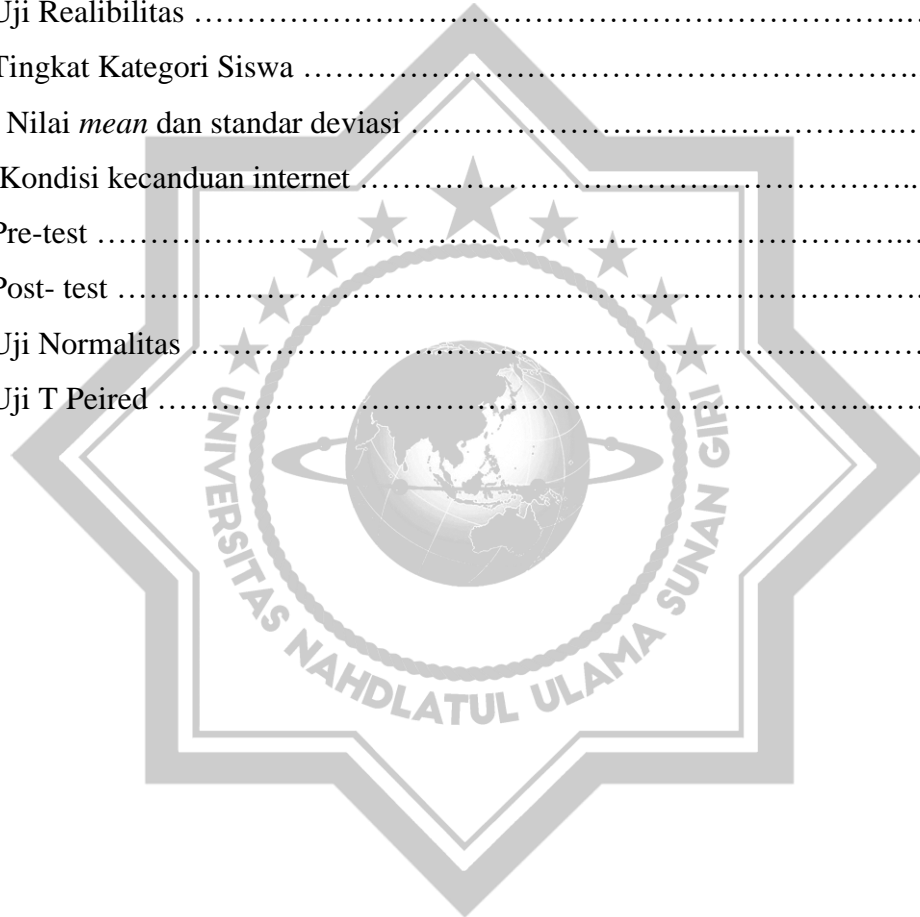 Uji Realibilitas ……………………………………………………………….…
Tingkat Kategori Siswa ……………………………………………………….
Nilai mean dan standar deviasi ………………………………………….…
Kondisi kecanduan internet …………………………………………………..
Pre-test ………………………………………………………………………….…
Post- test ………………………………………………………………………….
Uji Normalitas ………………………………………………………………….
Uji T Peired ……………………………………………………………...……
UNIVERSITAS NAHDLATUL ULAMA SUNAN GIRI